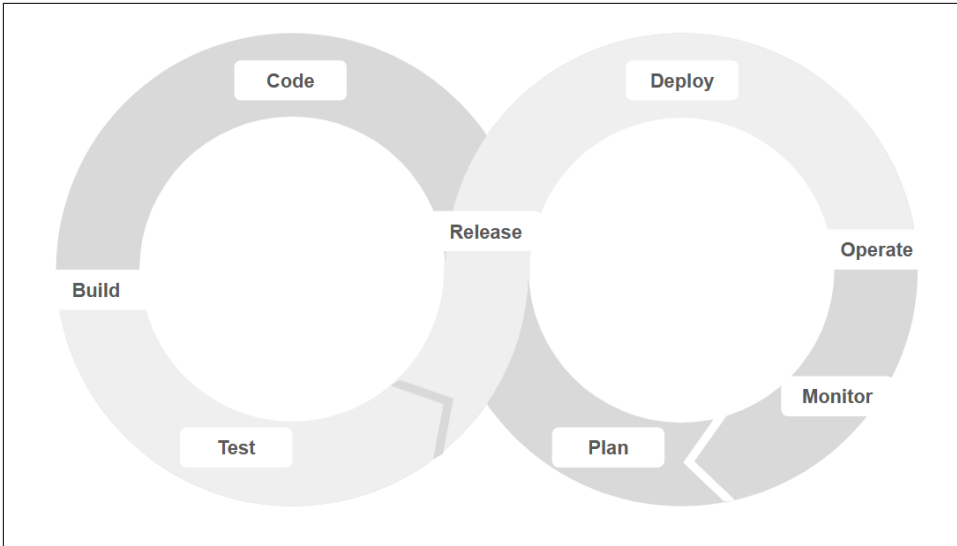 Code
Deploy
Release
Operate
Build
Monitor
Test
Plan